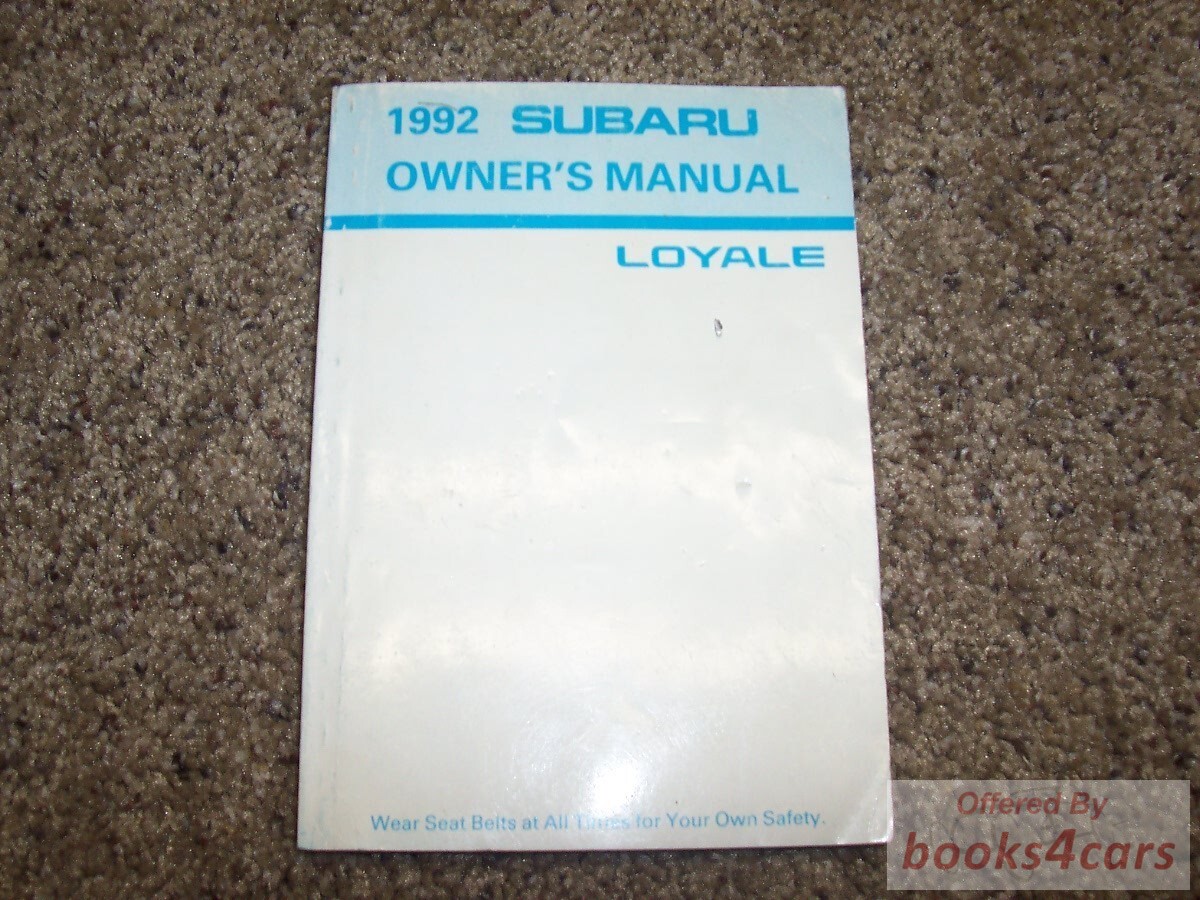 1992 SUBARU
OWNER'S MANUAL
LOYALE
Wear Seat Belts at All Times for Your Own Safety.
Offered By
books4cars